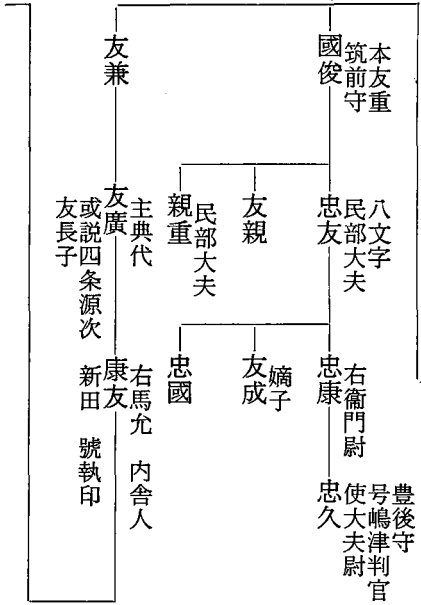 本友重
筑前守
國俊
友兼
八文字
民部大夫
忠友
友親
民部大夫
親重
主典代
友廣
或説四条源次
友長子
右衞門尉
忠康
嫡子
友成
忠國
右馬允 内舎人
康友
新田 號執印
豊後守
号嶋津判官
使大夫尉
忠久